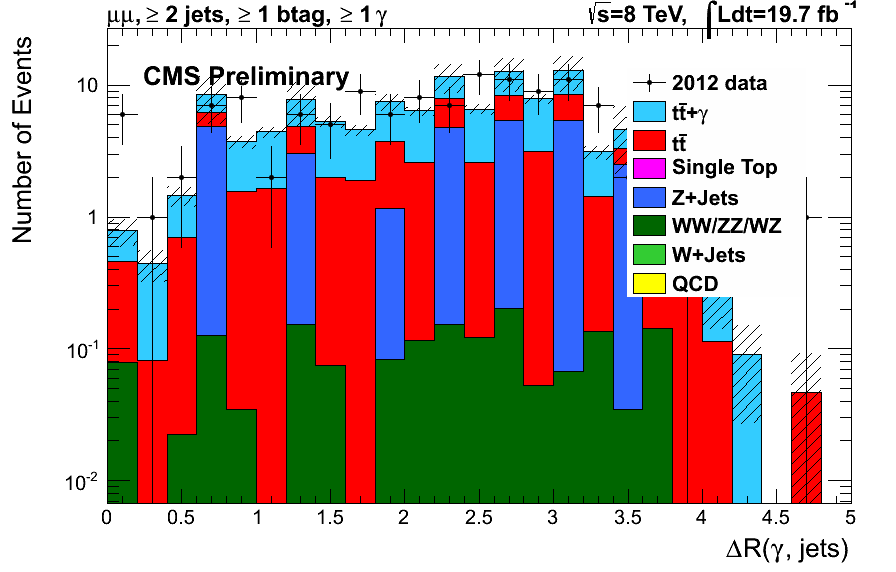 μμ, ≥ 2 jets, ≥ 1 btag, ≥ 1 γ
√s=8 TeV, ∫Ldt=19.7 fb⁻¹
CMS Preliminary
Number of Events
10
1
10⁻¹
10⁻²
2012 data
tt̄+γ
tt̄
Single Top
Z+Jets
WW/ZZ/WZ
W+Jets
QCD
0 0.5 1 1.5 2 2.5 3 3.5 4 4.5 5
ΔR(γ, jets)